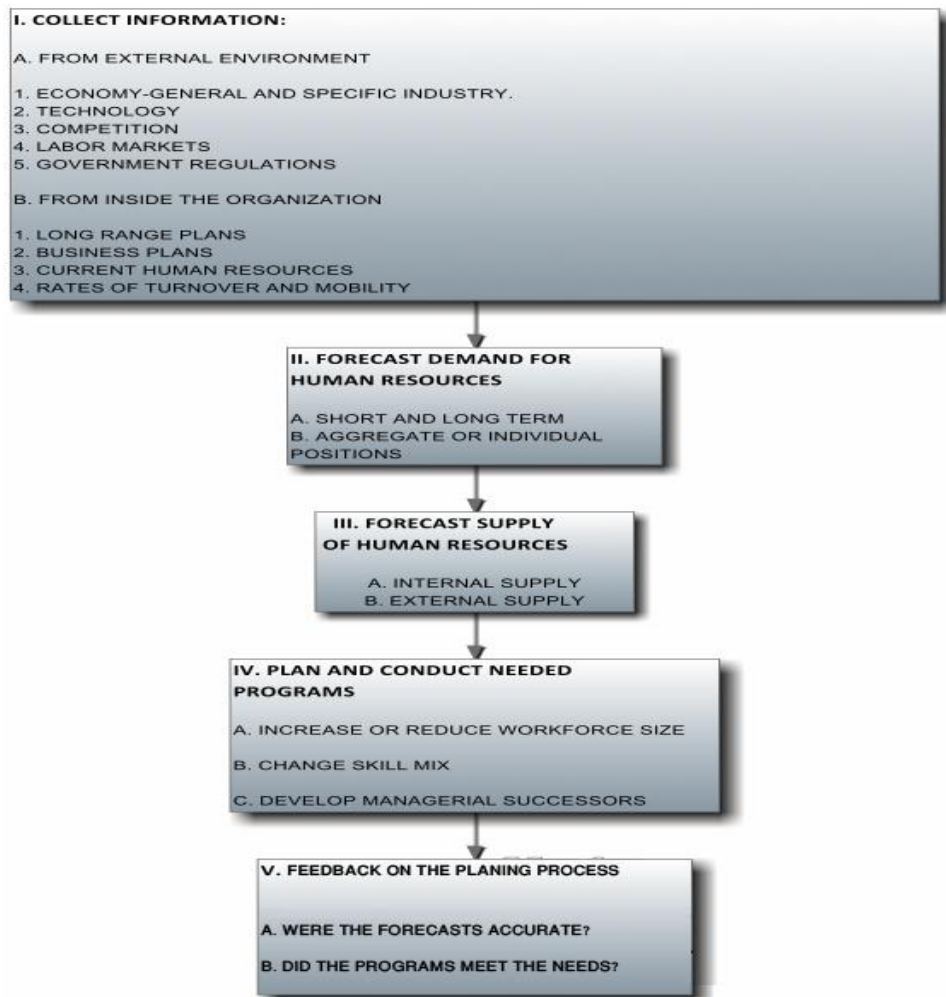 I. COLLECT INFORMATION:
A. FROM EXTERNAL ENVIRONMENT
1. ECONOMY-GENERAL AND SPECIFIC INDUSTRY.
2. TECHNOLOGY
3. COMPETITION
4. LABOR MARKETS
5. GOVERNMENT REGULATIONS
B. FROM INSIDE THE ORGANIZATION
1. LONG RANGE PLANS
2. BUSINESS PLANS
3. CURRENT HUMAN RESOURCES
4. RATES OF TURNOVER AND MOBILITY
II. FORECAST DEMAND FOR
HUMAN RESOURCES
A. SHORT AND LONG TERM
B. AGGREGATE OR INDIVIDUAL
POSITIONS
III. FORECAST SUPPLY
OF HUMAN RESOURCES
A. INTERNAL SUPPLY
B. EXTERNAL SUPPLY
IV. PLAN AND CONDUCT NEEDED
PROGRAMS
A. INCREASE OR REDUCE WORKFORCE SIZE
B. CHANGE SKILL MIX
C. DEVELOP MANAGERIAL SUCCESSORS
V. FEEDBACK ON THE PLANING PROCESS
A. WERE THE FORECASTS ACCURATE?
B. DID THE PROGRAMS MEET THE NEEDS?